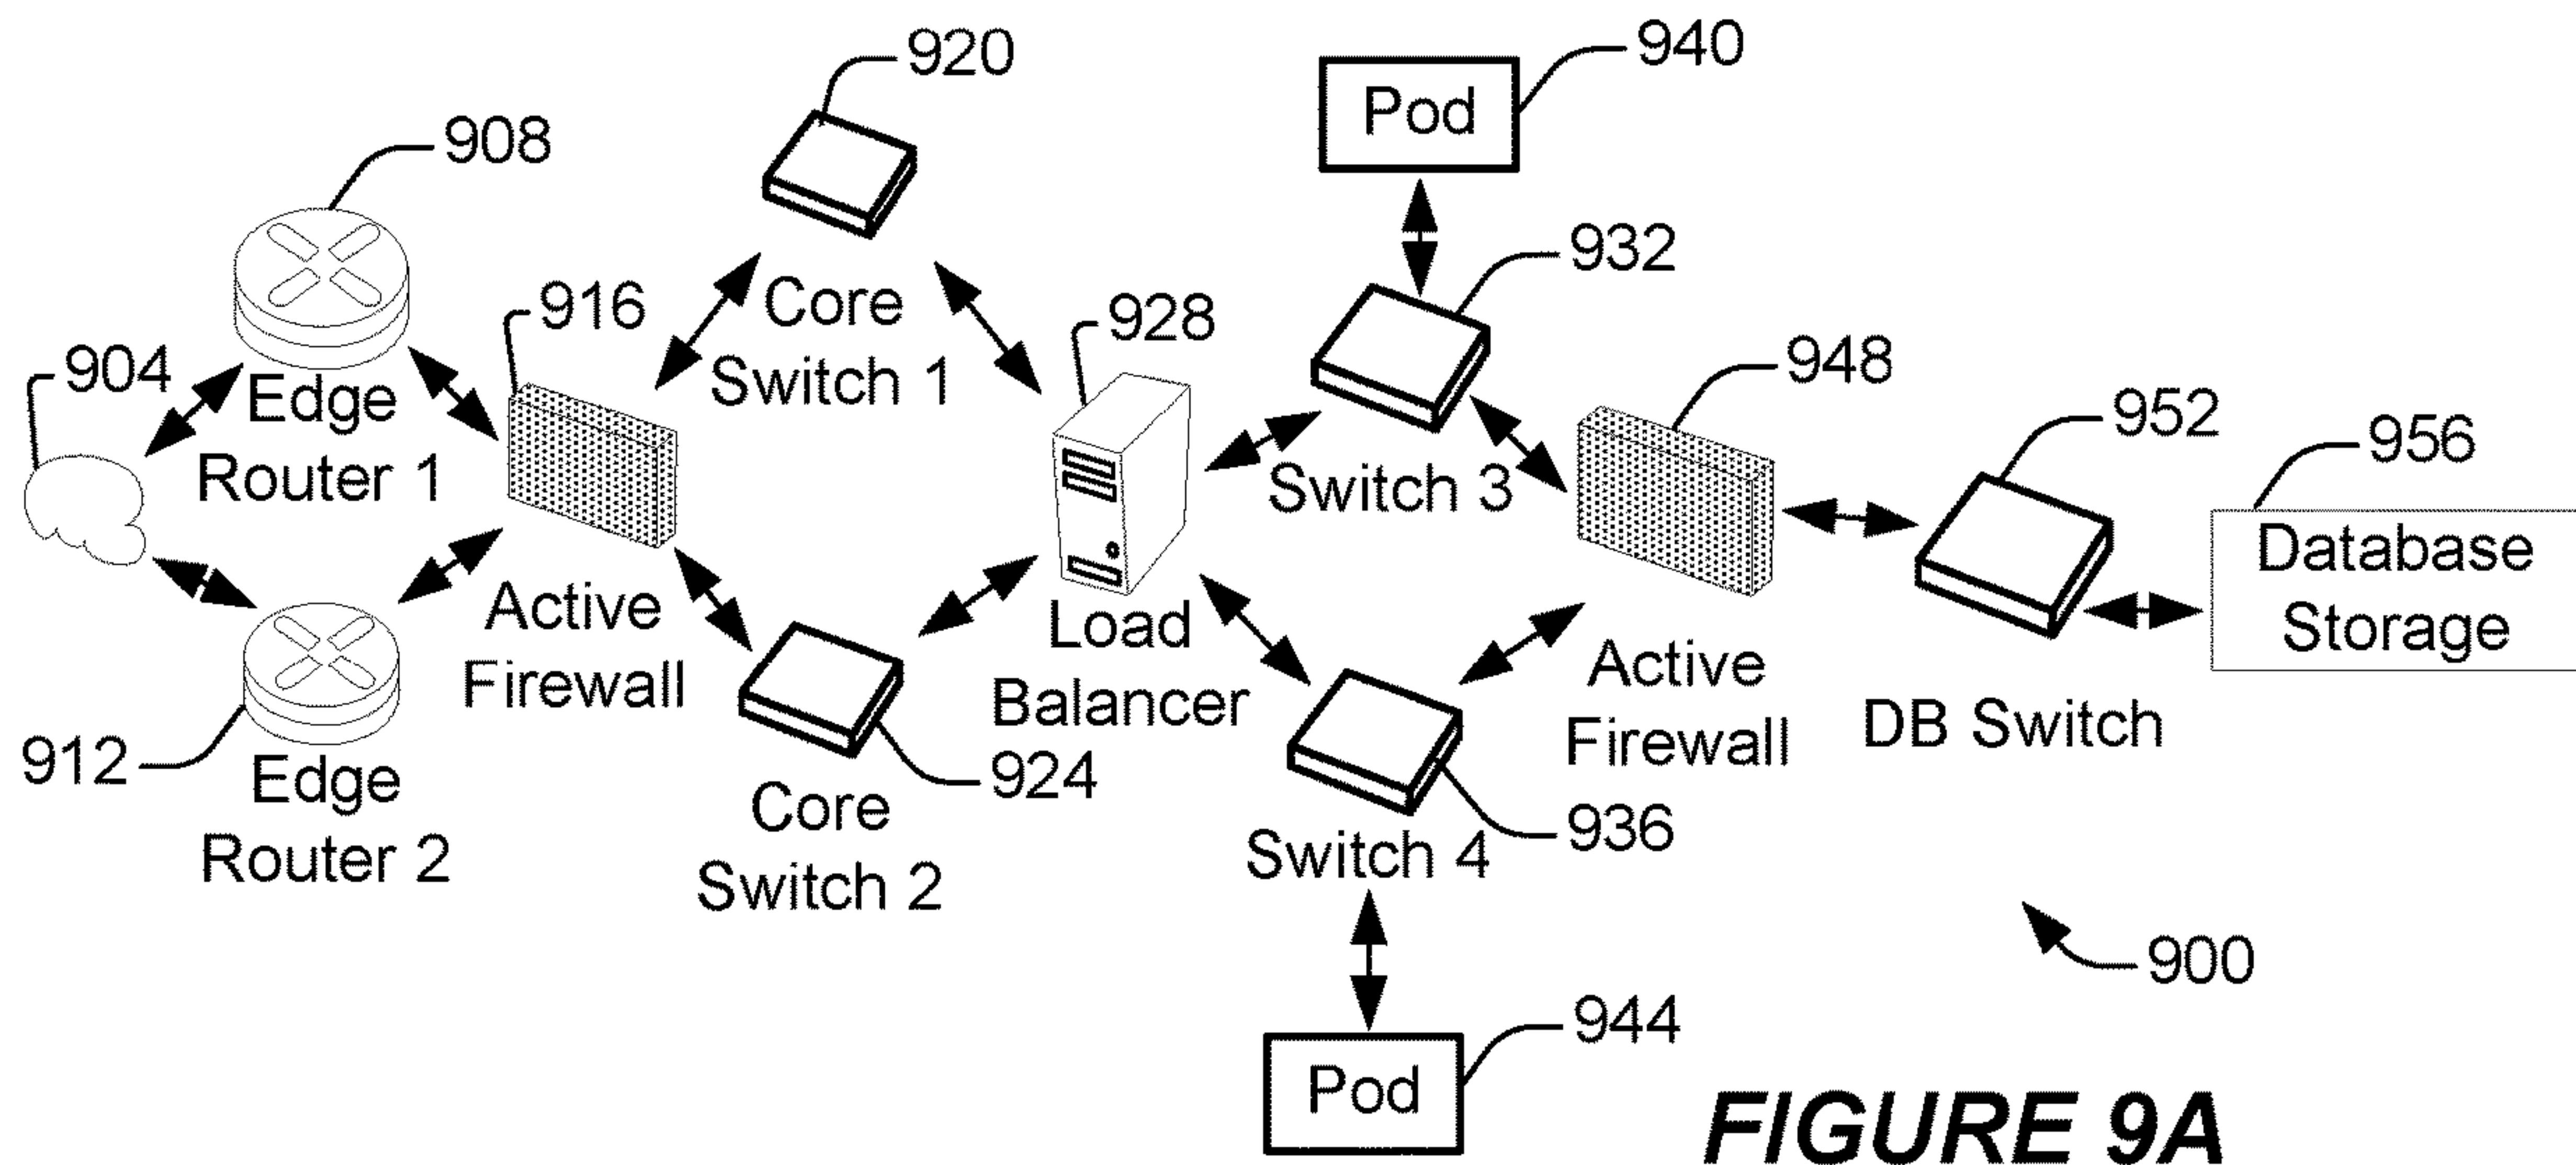 920
940
Pod
908
932
916
Core
Switch 1
928
948
904
Edge
Router 1
952
956
Switch 3
Database
Storage
Active
Firewall
Load
Balancer
Active
Firewall
DB Switch
912
Edge
Router 2
924
Core
Switch 2
936
Switch 4
900
944
Pod
FIGURE 9A